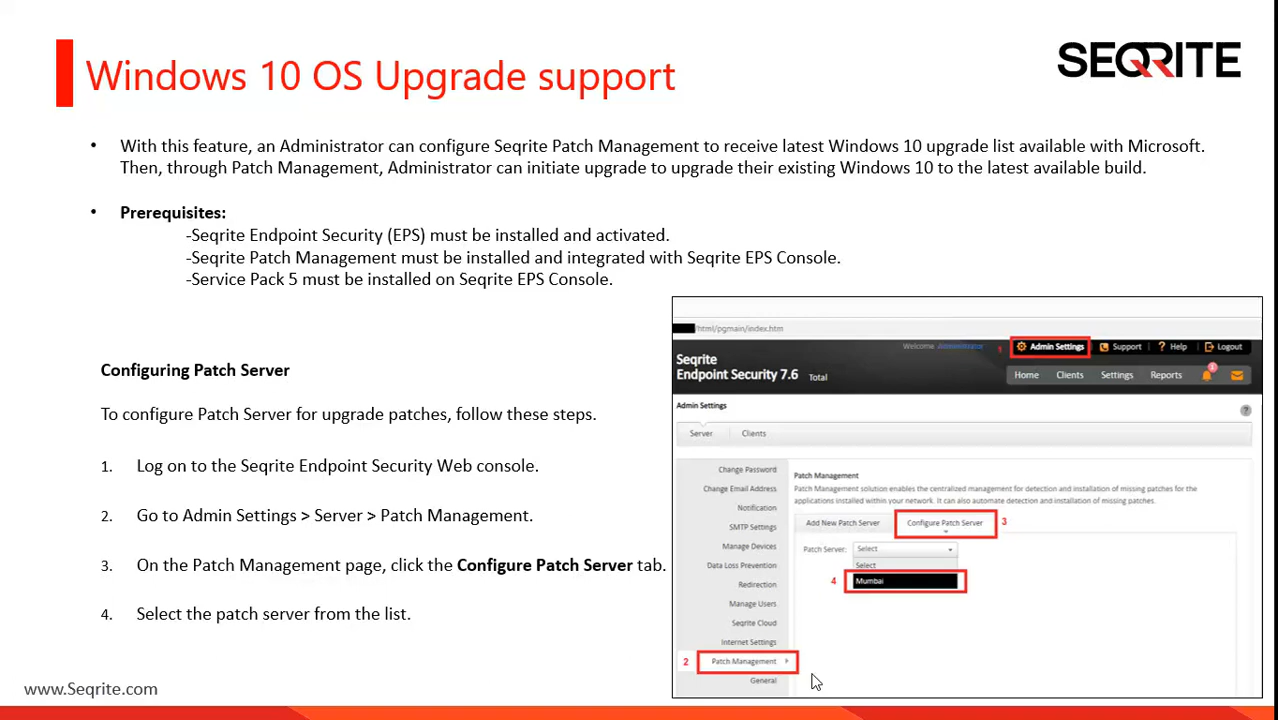 Windows 10 OS Upgrade support
SEQRITE
• With this feature, an Administrator can configure Seqrite Patch Management to receive latest Windows 10 upgrade list available with Microsoft.
Then, through Patch Management, Administrator can initiate upgrade to upgrade their existing Windows 10 to the latest available build.
• Prerequisites:
-Seqrite Endpoint Security (EPS) must be installed and activated.
-Seqrite Patch Management must be installed and integrated with Seqrite EPS Console.
-Service Pack 5 must be installed on Seqrite EPS Console.
Configuring Patch Server
To configure Patch Server for upgrade patches, follow these steps.
1. Log on to the Seqrite Endpoint Security Web console.
2. Go to Admin Settings > Server > Patch Management.
3. On the Patch Management page, click the Configure Patch Server tab.
4. Select the patch server from the list.
/html/pgmain/index.htm
Welcome Administrator 1 Admin Settings Support ? Help Logout
Seqrite
Endpoint Security 7.6 Total
Home Clients Settings Reports
Admin Settings
?
Server Clients
Change Password
Change Email Address
Notification
SMTP Settings
Manage Devices
Data Loss Prevention
Redirection
Manage Users
Seqrite Cloud
Internet Settings
2 Patch Management
General
Patch Management
Patch Management solution enables the centralized management for detection and installation of missing patches for the
applications installed within your network. It can also automate detection and installation of missing patches.
Add New Patch Server Configure Patch Server 3
Patch Server: Select
Select
4 Mumbai
www.Seqrite.com